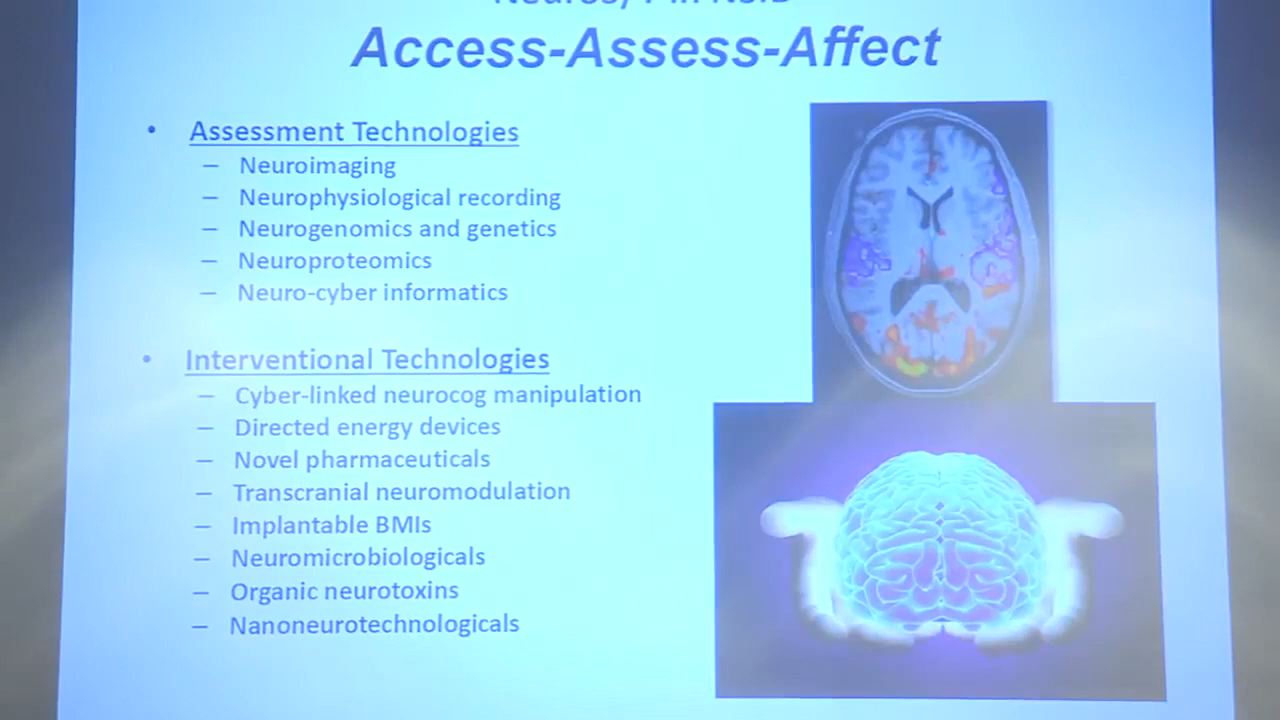 Access-Assess-Affect
• Assessment Technologies
– Neuroimaging
– Neurophysiological recording
– Neurogenomics and genetics
– Neuroproteomics
– Neuro-cyber informatics
• Interventional Technologies
– Cyber-linked neurocog manipulation
– Directed energy devices
– Novel pharmaceuticals
– Transcranial neuromodulation
– Implantable BMIs
– Neuromicrobiologicals
– Organic neurotoxins
– Nanoneurotechnologicals